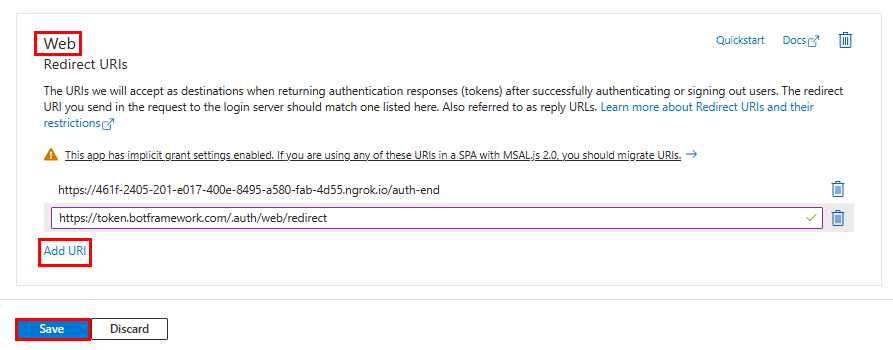 Web
Quickstart
Docs
Redirect URIs
The URIs we will accept as destinations when returning authentication responses (tokens) after successfully authenticating or signing out users. The redirect
URI you send in the request to the login server should match one listed here. Also referred to as reply URLs. Learn more about Redirect URIs and their
restrictions
This app has implicit grant settings enabled. If you are using any of these URIs in a SPA with MSAL.js 2.0, you should migrate URIs.
https://461f-2405-201-e017-400e-8495-a580-fab-4d55.ngrok.io/auth-end
https://token.botframework.com/.auth/web/redirect
Add URI
Save
Discard